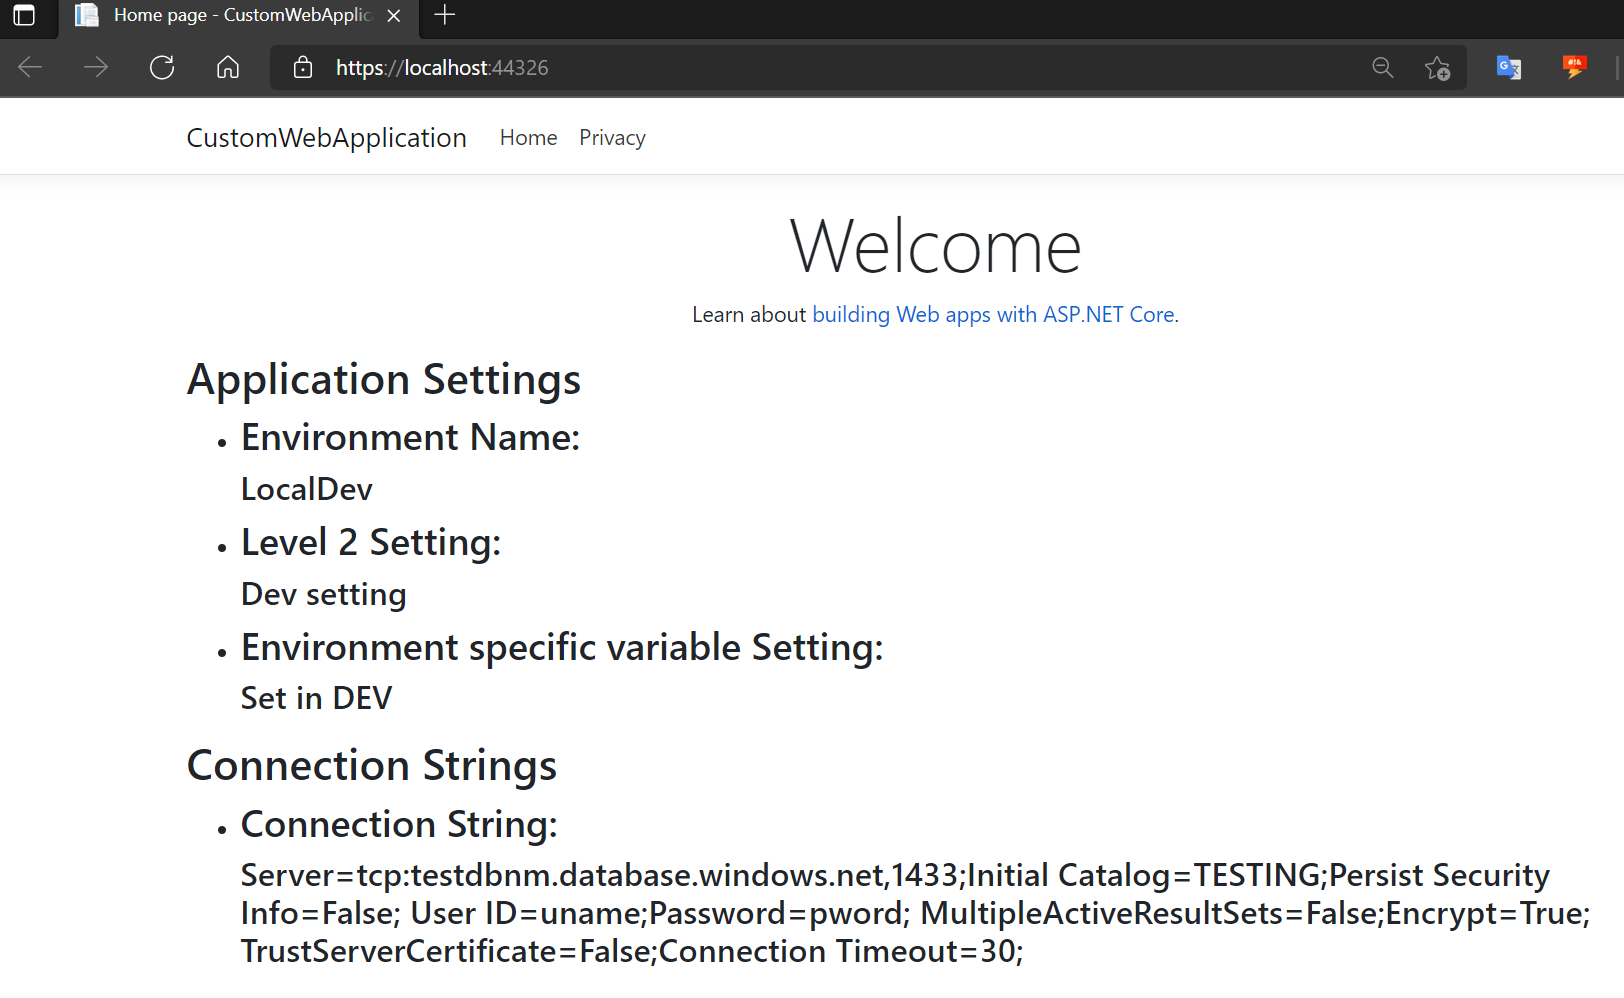 Home page - CustomWebApplic
https://localhost:44326
CustomWebApplication Home Privacy
Welcome
Learn about building Web apps with ASP.NET Core.
Application Settings
• Environment Name:
LocalDev
• Level 2 Setting:
Dev setting
• Environment specific variable Setting:
Set in DEV
Connection Strings
• Connection String:
Server=tcp:testdbnm.database.windows.net,1433;Initial Catalog=TESTING;Persist Security
Info=False; User ID=uname;Password=pword; MultipleActiveResultSets=False;Encrypt=True;
TrustServerCertificate=False;Connection Timeout=30;